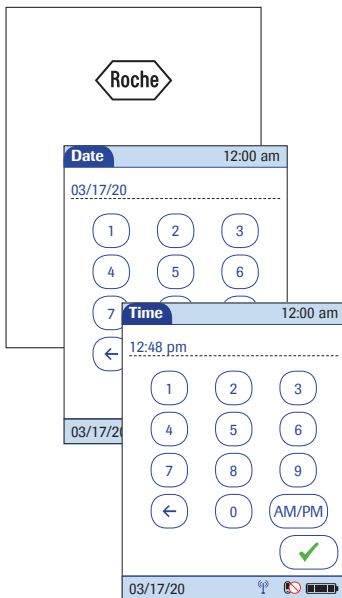 Roche
Date 12:00 am
03/17/20
1 2 3
4 5 6
7
←
03/17/2
Time 12:00 am
12:48 pm
1 2 3
4 5 6
7 8 9
← 0 AM/PM
03/17/20